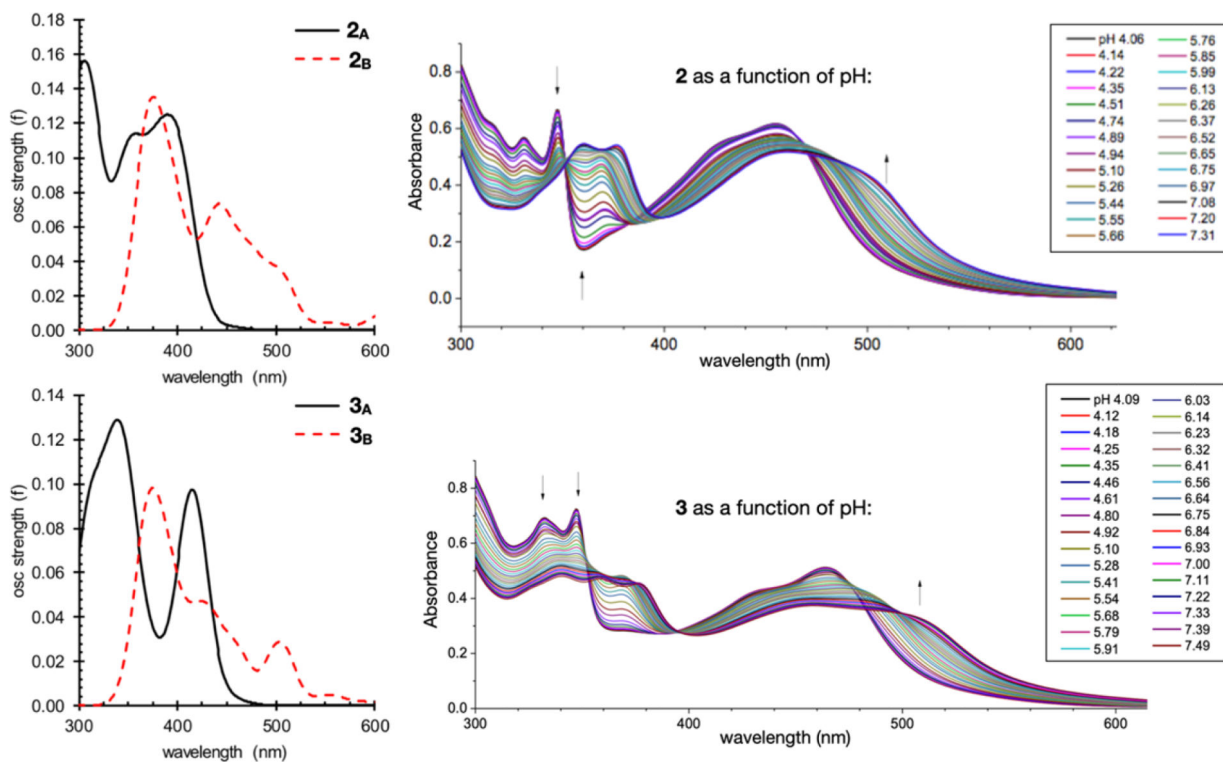 0.18
0.16
0.14
0.12
0.10
0.08
0.06
0.04
0.02
0.00
osc strength (f)
300 400 500 600
wavelength (nm)
2A
2B
0.8
0.6
0.4
0.2
0.0
Absorbance
2 as a function of pH:
300 400 500 600
wavelength (nm)
pH 4.06 5.76
4.14 5.85
4.22 5.99
4.35 6.13
4.51 6.26
4.74 6.37
4.89 6.52
4.94 6.65
5.10 6.75
5.26 6.97
5.44 7.08
5.55 7.20
5.66 7.31
0.14
0.12
0.10
0.08
0.06
0.04
0.02
0.00
osc strength (f)
300 400 500 600
wavelength (nm)
3A
3B
0.8
0.6
0.4
0.2
0.0
Absorbance
3 as a function of pH:
300 400 500 600
wavelength (nm)
pH 4.09 6.03
4.12 6.14
4.18 6.23
4.25 6.32
4.35 6.41
4.46 6.56
4.61 6.64
4.80 6.75
4.92 6.84
5.10 6.93
5.28 7.00
5.41 7.11
5.54 7.22
5.68 7.33
5.79 7.39
5.91 7.49